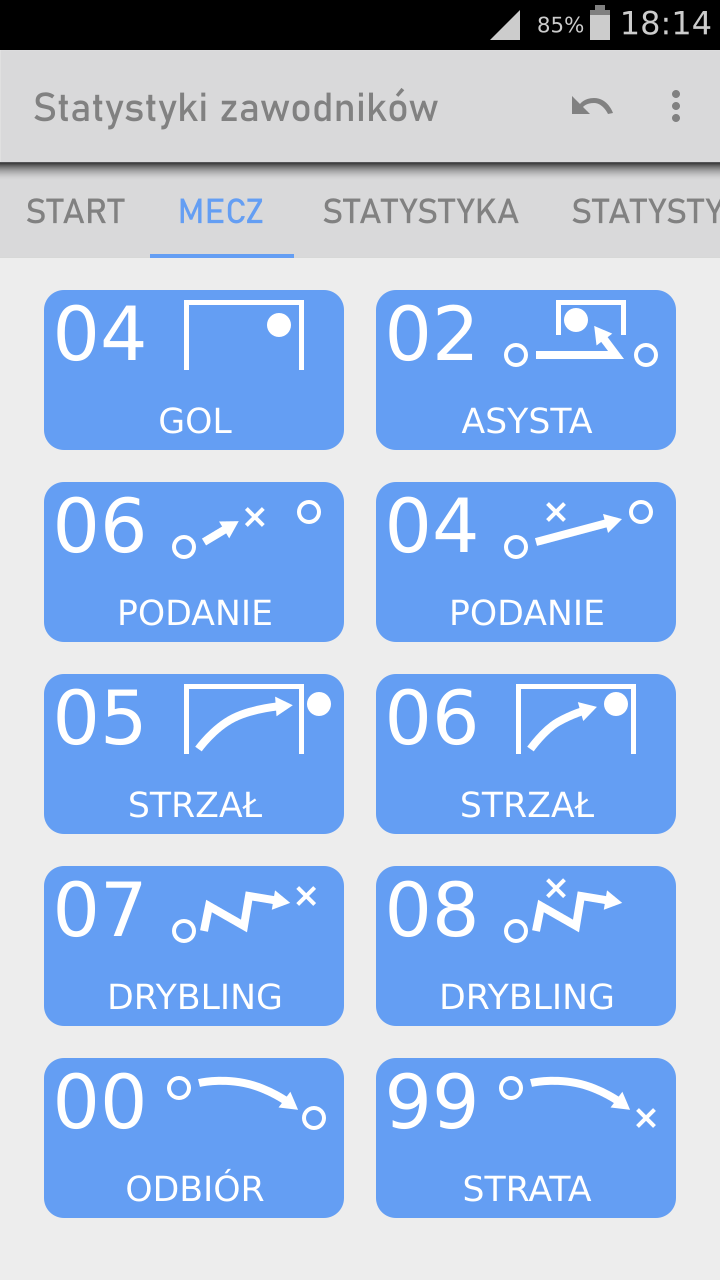 85% 18:14
Statystyki zawodników
START MECZ STATYSTYKA STATYSTY
04 02
GOL ASYSTA
06 04
PODANIE PODANIE
05 06
STRZAŁ STRZAŁ
07 08
DRYBLING DRYBLING
00 99
ODBIÓR STRATA